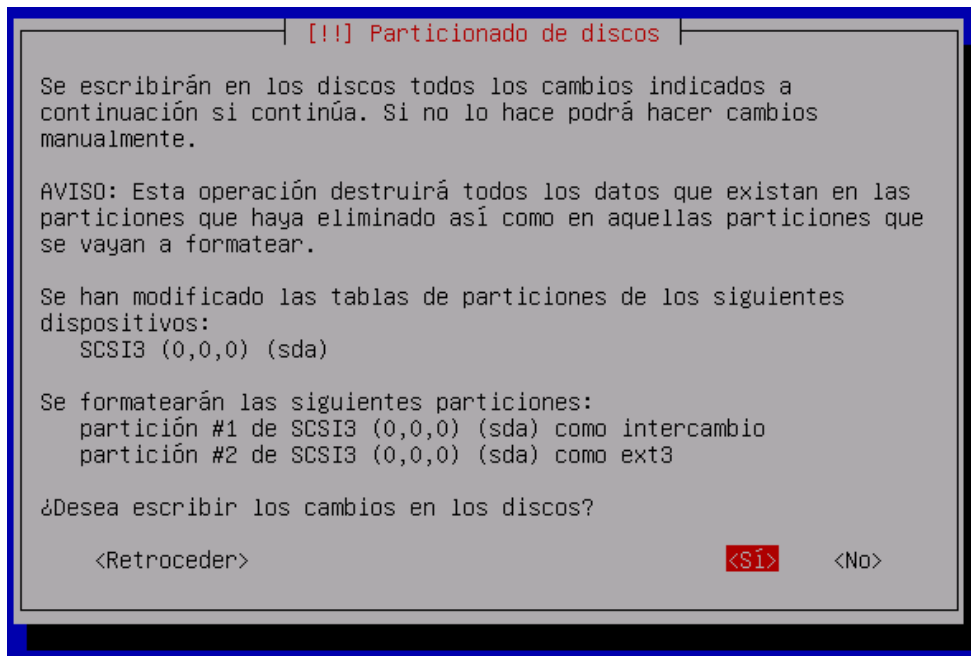 [!!] Particionado de discos
Se escribirán en los discos todos los cambios indicados a
continuación si continúa. Si no lo hace podrá hacer cambios
manualmente.
AVISO: Esta operación destruirá todos los datos que existan en las
particiones que haya eliminado así como en aquellas particiones que
se vayan a formatear.
Se han modificado las tablas de particiones de los siguientes
dispositivos:
SCSI3 (0,0,0) (sda)
Se formatearán las siguientes particiones:
partición #1 de SCSI3 (0,0,0) (sda) como intercambio
partición #2 de SCSI3 (0,0,0) (sda) como ext3
¿Desea escribir los cambios en los discos?
<Retroceder> <Sí> <No>